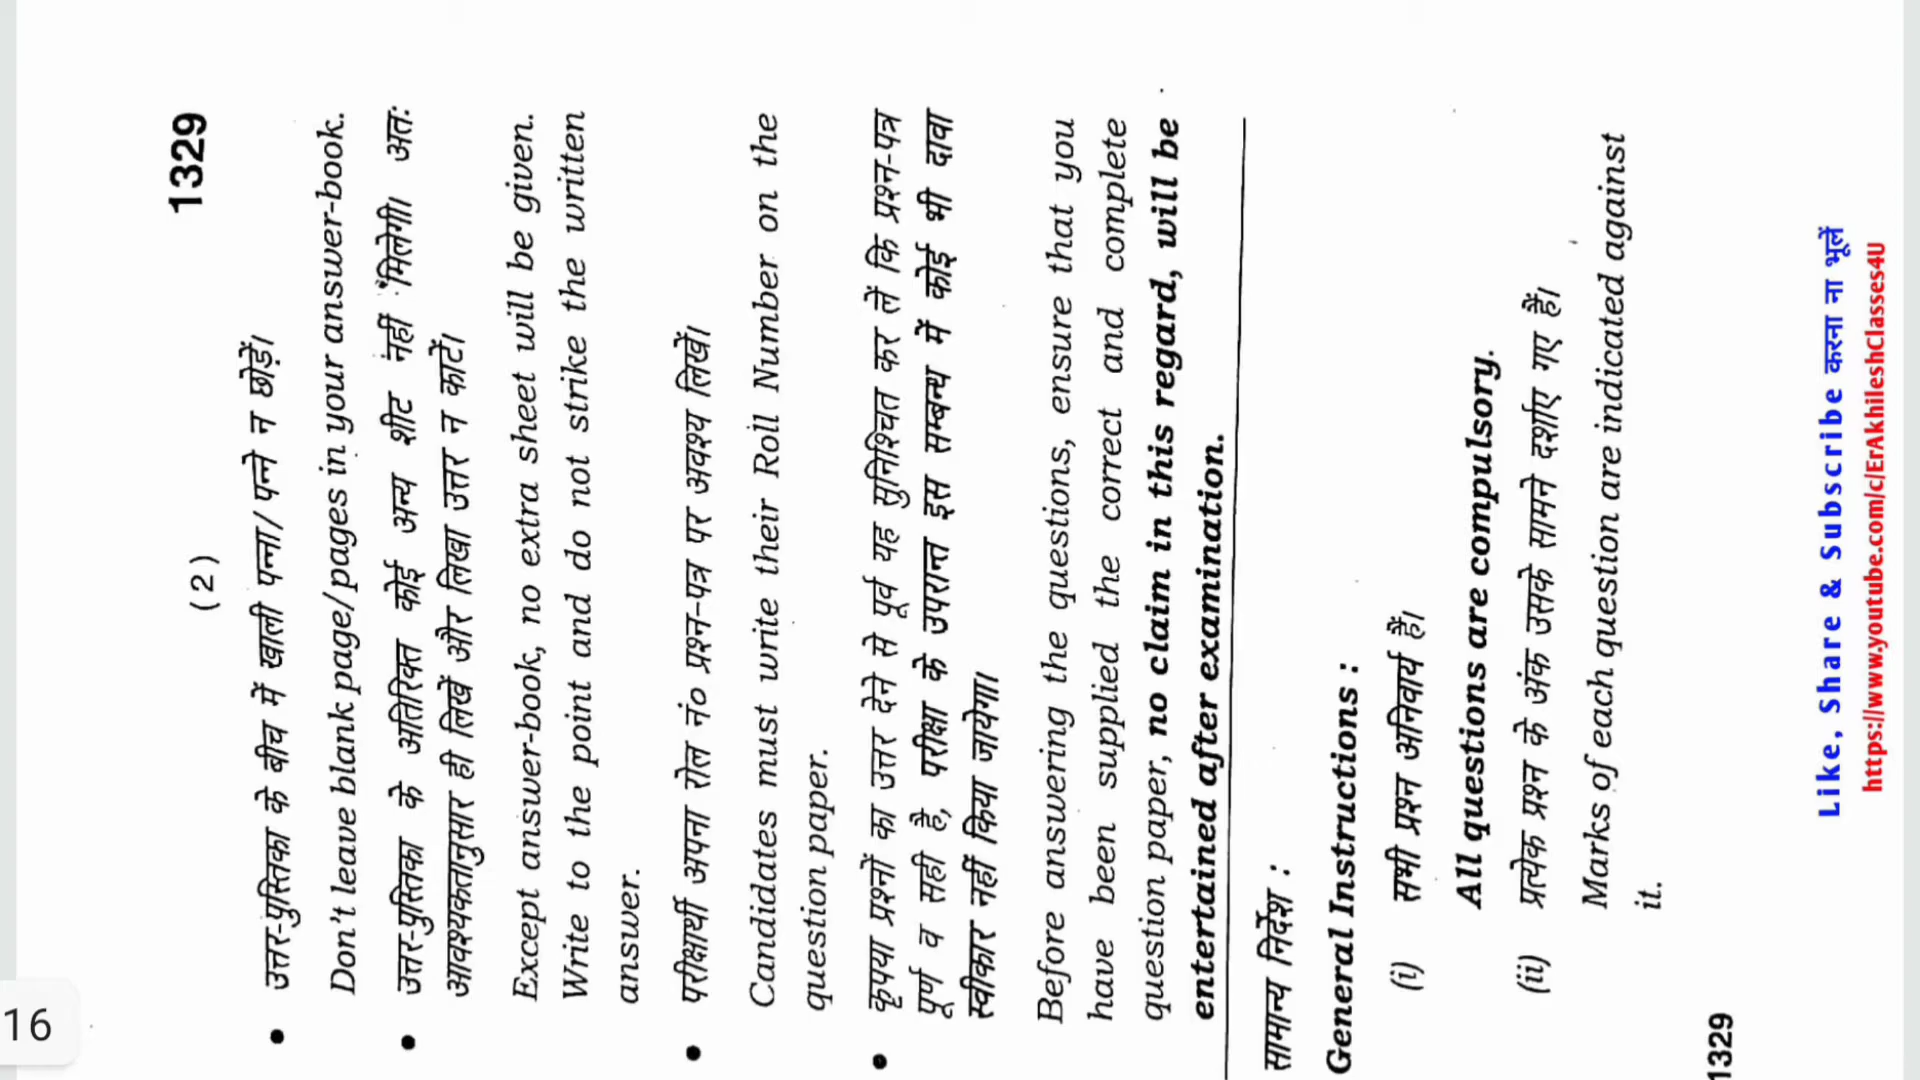 (2)
1329
उत्तर-पुस्तिका के बीच में खाली पन्ना/पन्ने न छोड़ें।
Don't leave blank page/pages in your answer-book.
उत्तर-पुस्तिका के अतिरिक्त कोई अन्य शीट नहीं मिलेगी। अतः
आवश्यकतानुसार ही लिखें और लिखा उत्तर न काटें।
Except answer-book, no extra sheet will be given.
Write to the point and do not strike the written
answer.
परीक्षार्थी अपना रोल नं० प्रश्न-पत्र पर अवश्य लिखें।
Candidates must write their Roll Number on the
question paper.
कृपया प्रश्नों का उत्तर देने से पूर्व यह सुनिश्चित कर लें कि प्रश्न-पत्र
पूर्ण व सही है, परीक्षा के उपरान्त इस सम्बन्ध में कोई भी दावा
स्वीकार नहीं किया जायेगा।
Before answering the questions, ensure that you
have been supplied the correct and complete
question paper, no claim in this regard, will be
entertained after examination.
सामान्य निर्देश :
General Instructions :
(i) सभी प्रश्न अनिवार्य हैं।
All questions are compulsory.
(ii) प्रत्येक प्रश्न के अंक उसके सामने दर्शाए गए हैं।
Marks of each question are indicated against
it.
1329
Like, Share & Subscribe करना ना भूलें
https://www.youtube.com/c/ErAkhileshClasses4U
16